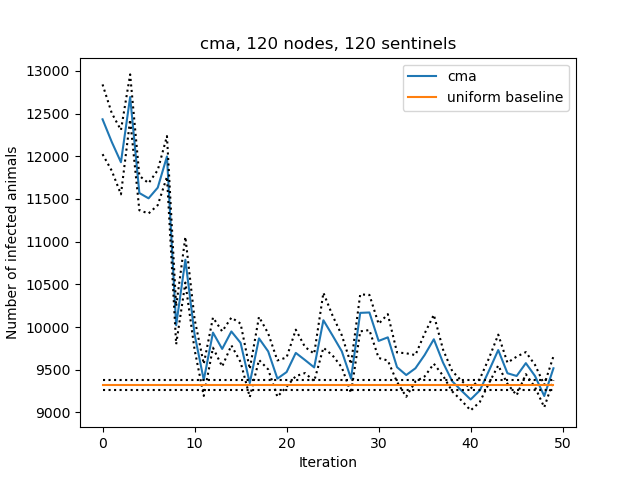 cma, 120 nodes, 120 sentinels
cma
uniform baseline
Number of infected animals
13000
12500
12000
11500
11000
10500
10000
9500
9000
0 10 20 30 40 50
Iteration